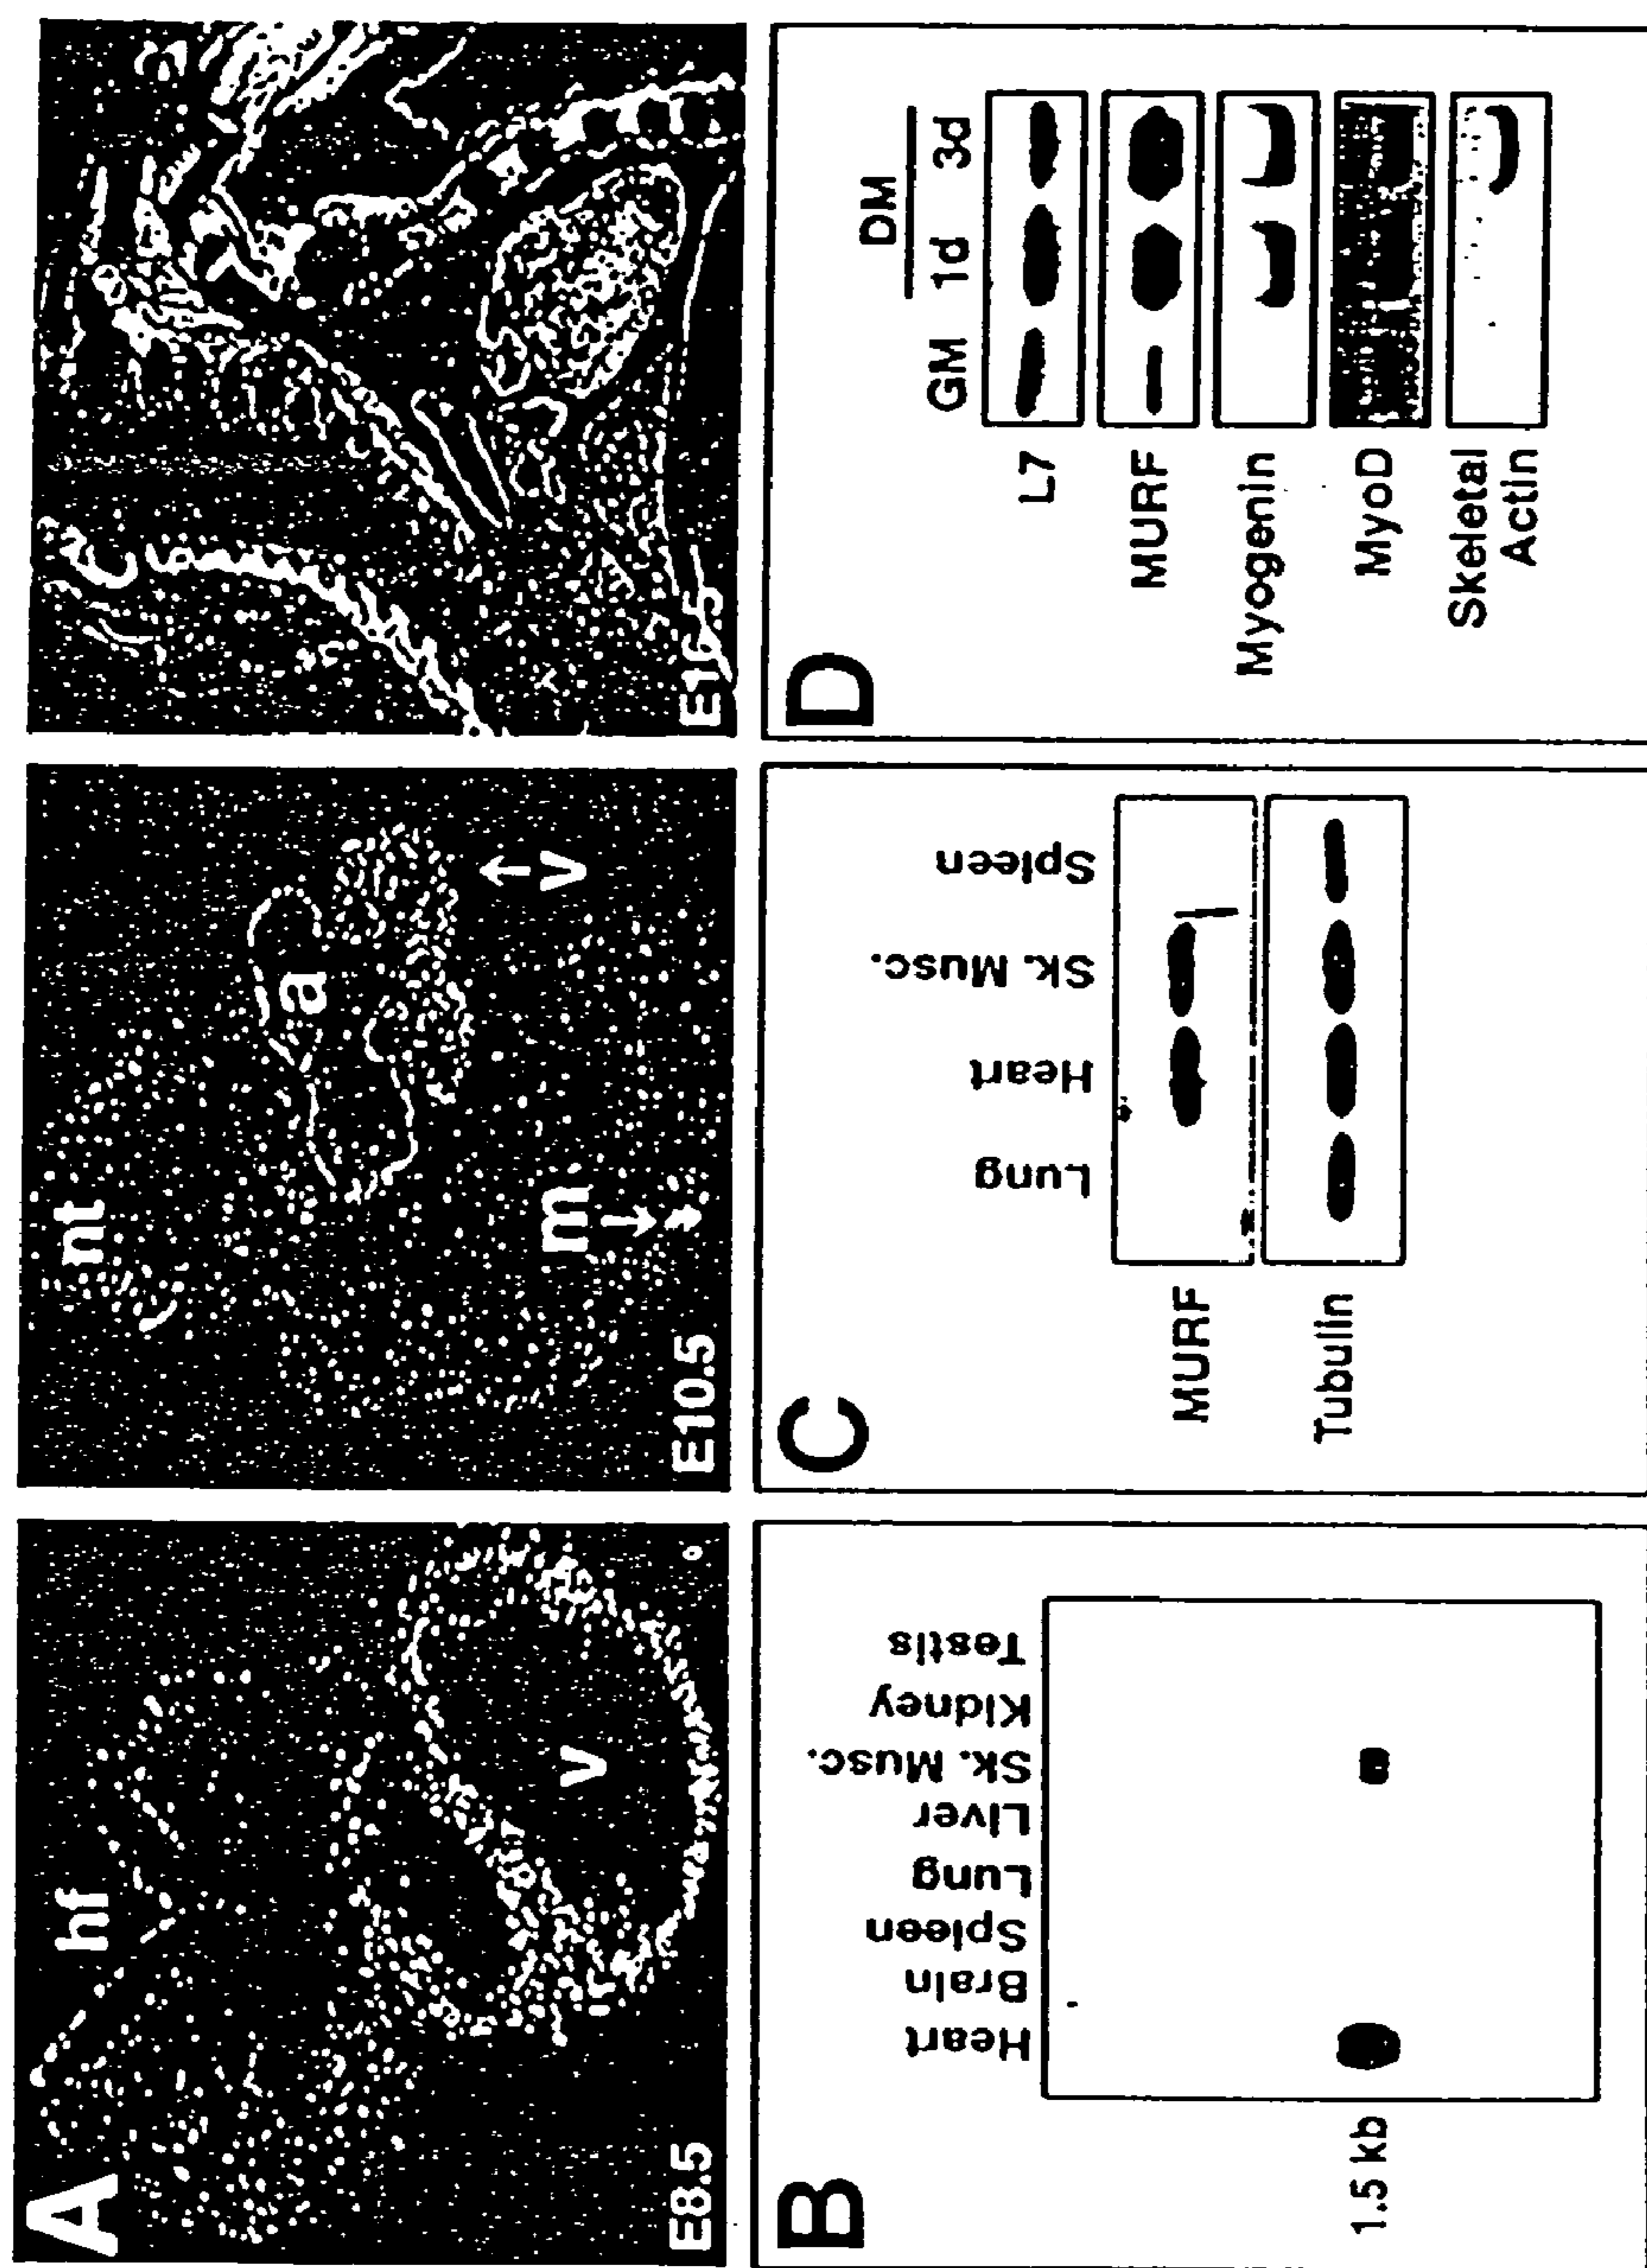 A
hf
v
E8.5
nt
a
v
m
E10.5
E16.5
B
Heart
Brain
Spleen
Lung
Liver
Sk. Musc.
Kidney
Testis
1.5 kb
C
Lung
Heart
Sk. Musc.
Spleen
MURF
Tubulin
D
DM
GM 1d 3d
L7
MURF
Myogenin
MyoD
Skeletal
Actin